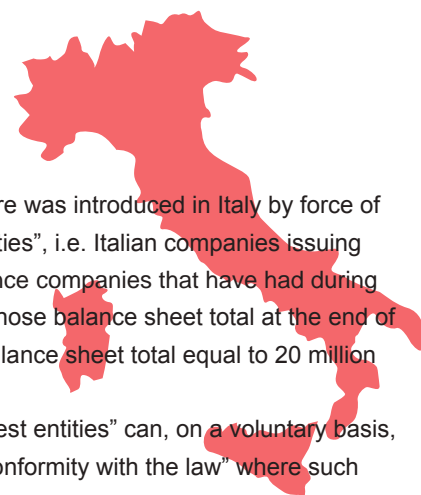 re was introduced in Italy by force of
ties”, i.e. Italian companies issuing
nce companies that have had during
hose balance sheet total at the end of
alance sheet total equal to 20 million
est entities” can, on a voluntary basis,
onformity with the law” where such